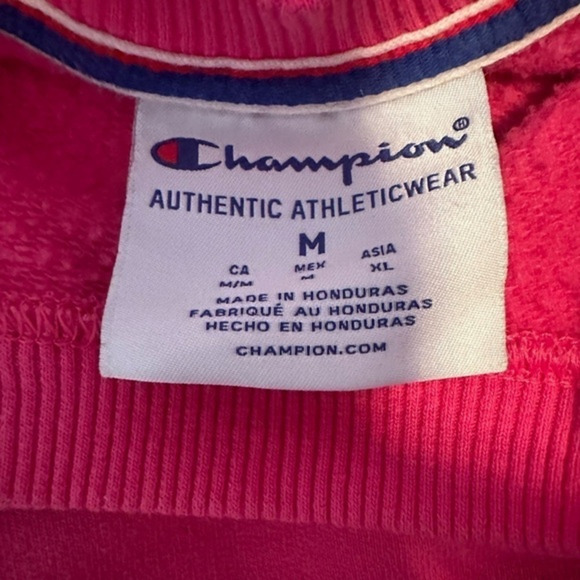 Champion®
AUTHENTIC ATHLETICWEAR
M
CA MEX ASIA
M/M M XL
MADE IN HONDURAS
FABRIQUÉ AU HONDURAS
HECHO EN HONDURAS
CHAMPION.COM